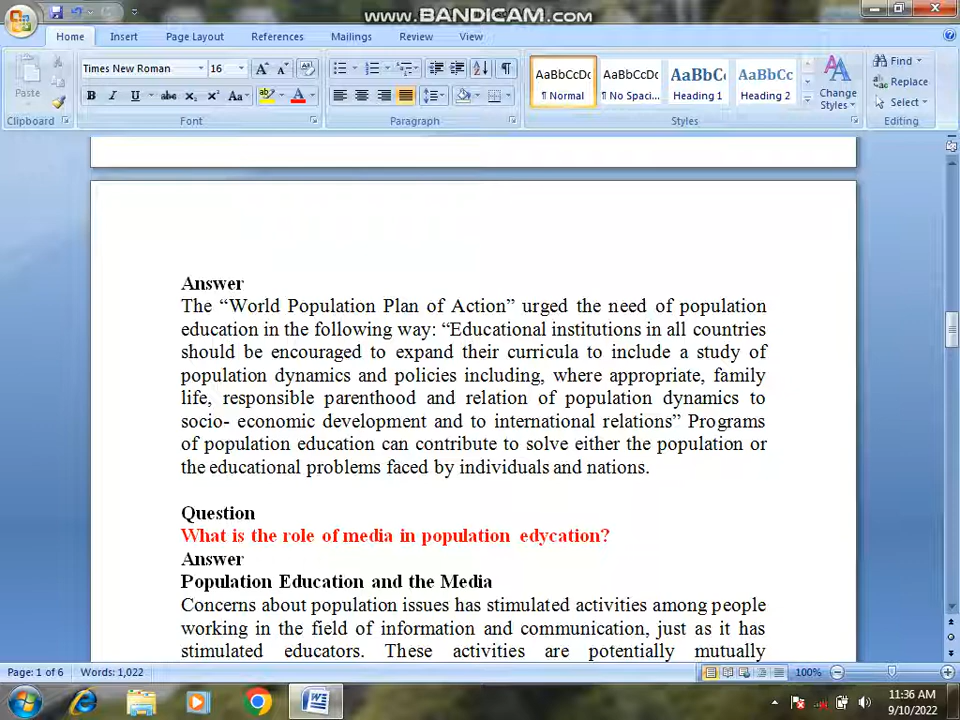 www.BANDICAM.com
Home Insert Page Layout References Mailings Review View
Times New Roman 16
Paste
AaBbCcDc AaBbCcDc AaBbC AaBbCc
¶ Normal ¶ No Spaci... Heading 1 Heading 2
Change Styles
Find
Replace
Select
Clipboard Font Paragraph Styles Editing
Answer
The “World Population Plan of Action” urged the need of population
education in the following way: “Educational institutions in all countries
should be encouraged to expand their curricula to include a study of
population dynamics and policies including, where appropriate, family
life, responsible parenthood and relation of population dynamics to
socio- economic development and to international relations” Programs
of population education can contribute to solve either the population or
the educational problems faced by individuals and nations.
Question
What is the role of media in population edycation?
Answer
Population Education and the Media
Concerns about population issues has stimulated activities among people
working in the field of information and communication, just as it has
stimulated educators. These activities are potentially mutually
Page: 1 of 6 Words: 1,022 100%
11:36 AM
9/10/2022